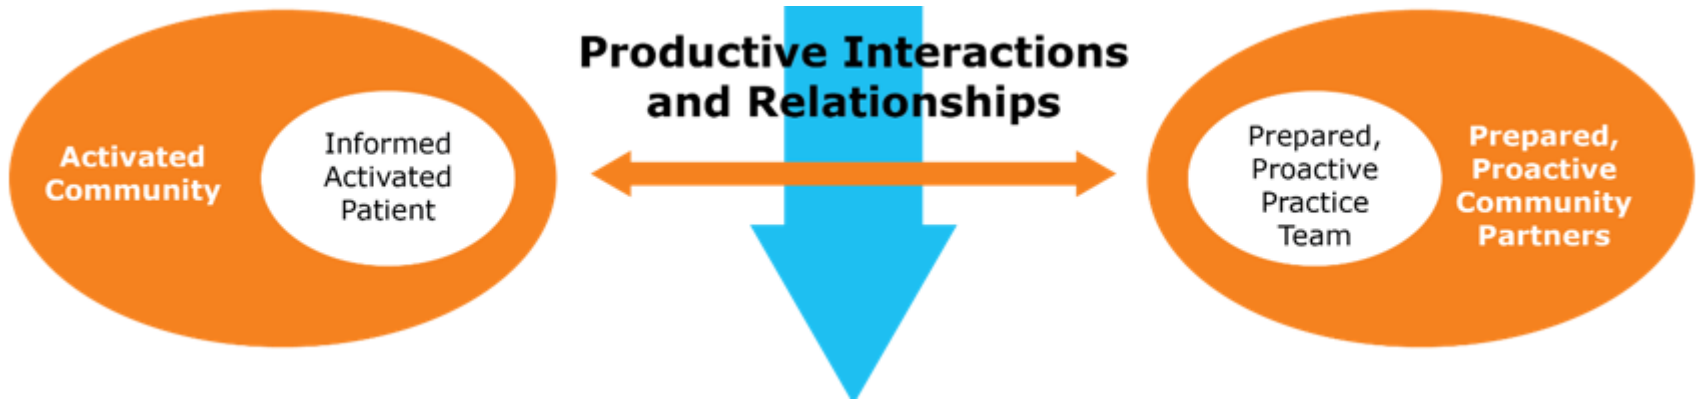 Productive Interactions
and Relationships
Activated
Community
Informed
Activated
Patient
Prepared,
Proactive
Practice
Team
Prepared,
Proactive
Community
Partners